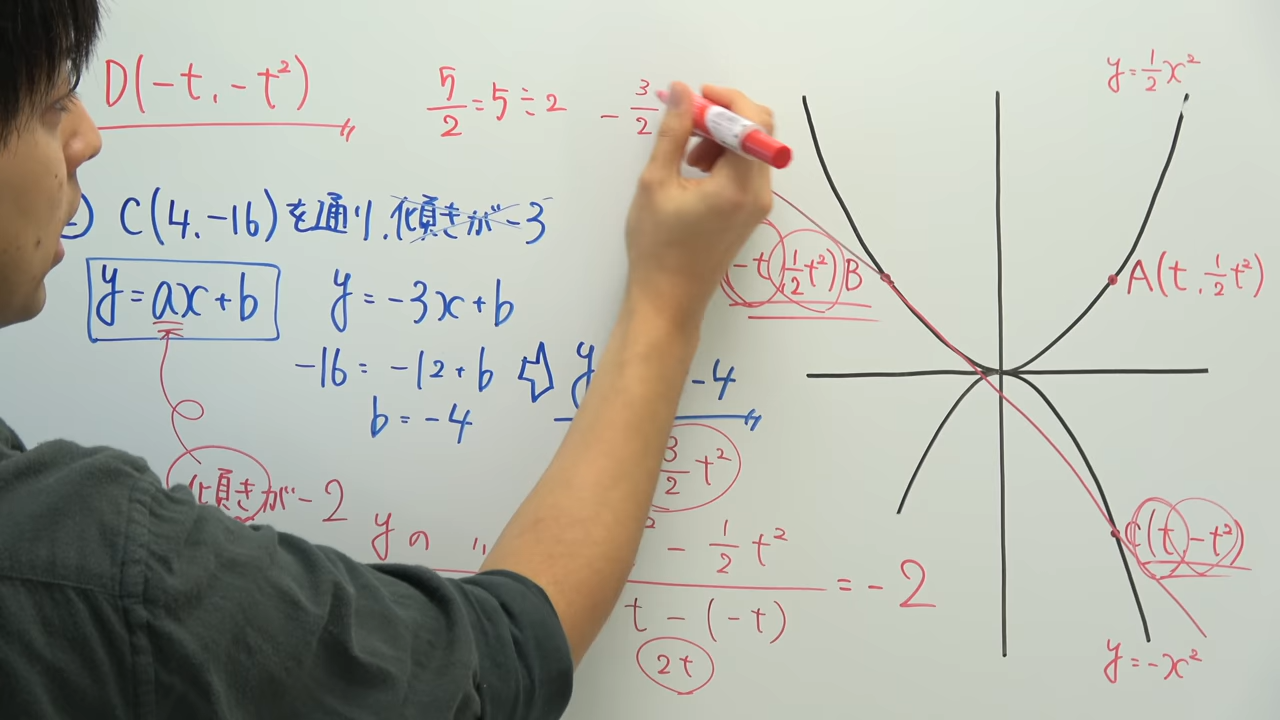 D(-t, -t²)
5/2 = 5 ÷ 2
-3/2
) C(4, -16)を通り、傾きが-3
y = ax + b
y = -3x + b
-16 = -12 + b ⇨ y
-4
b = -4
傾きが-2
3/2 t²
yの 〃
² - 1/2 t²
t - (-t)
= -2
2t
y = 1/2 x²
-t, 1/2 t²) B
A(t, 1/2 t²)
C(t, -t²)
y = -x²